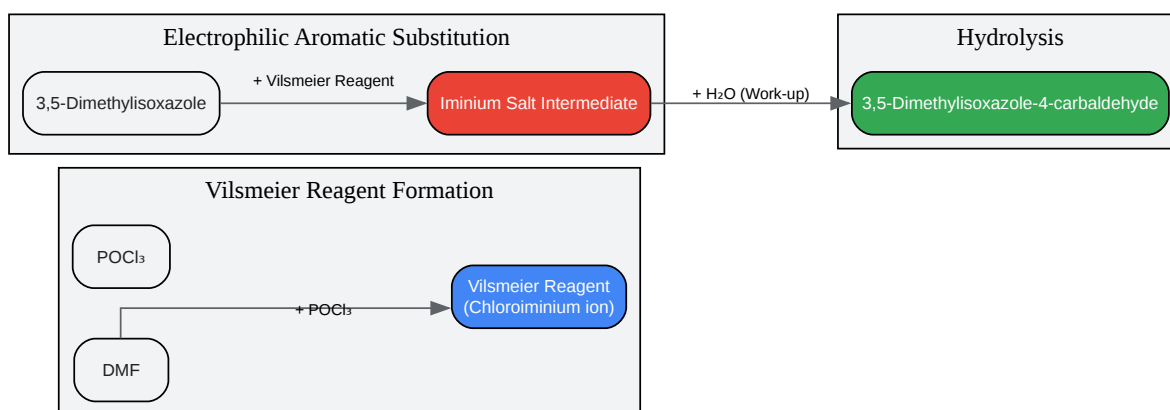 Electrophilic Aromatic Substitution
Hydrolysis
3,5-Dimethylisoxazole
+ Vilsmeier Reagent
Iminium Salt Intermediate
+ H₂O (Work-up)
3,5-Dimethylisoxazole-4-carbaldehyde
Vilsmeier Reagent Formation
POCl₃
Vilsmeier Reagent
(Chloroiminium ion)
+ POCl₃
DMF